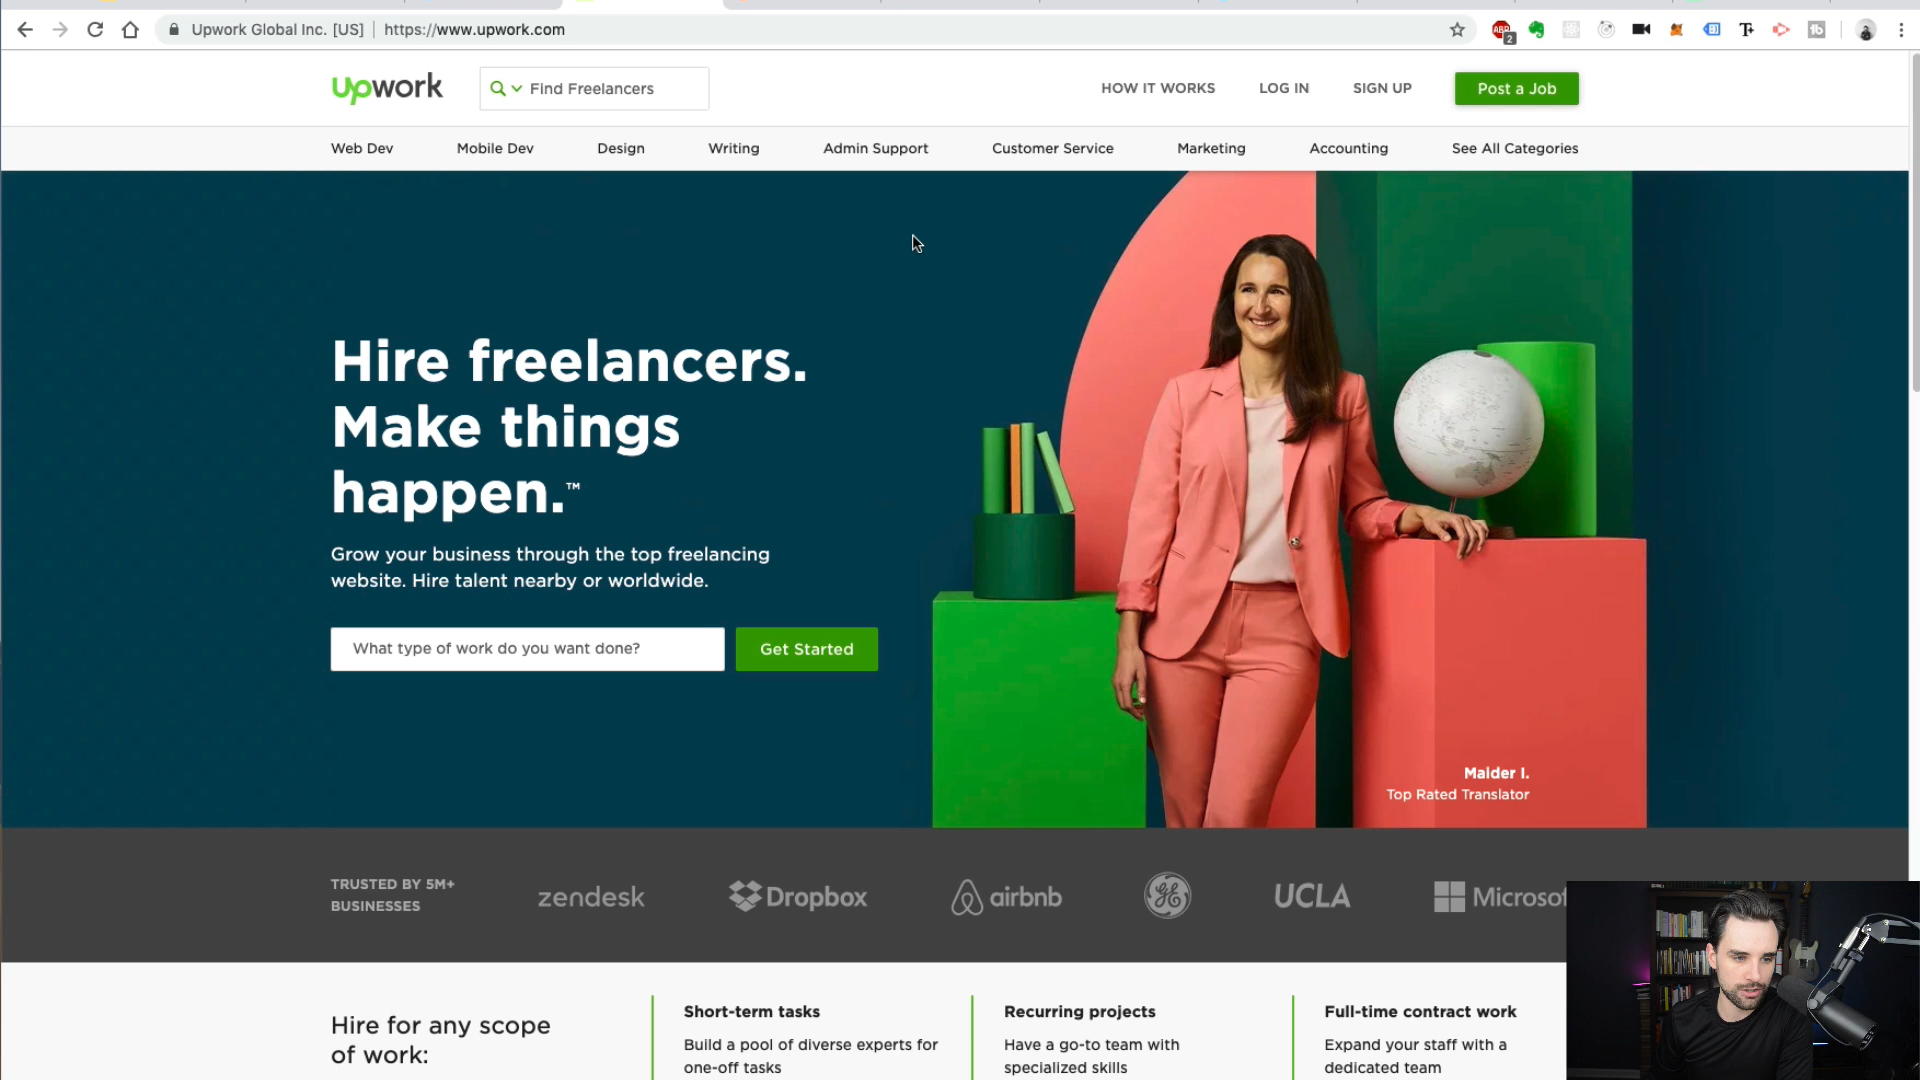 Upwork Global Inc. [US] | https://www.upwork.com
ABP
2
T+
tb
upwork
Find Freelancers
HOW IT WORKS
LOG IN
SIGN UP
Post a Job
Web Dev
Mobile Dev
Design
Writing
Admin Support
Customer Service
Marketing
Accounting
See All Categories
Hire freelancers.
Make things
happen.™
Grow your business through the top freelancing
website. Hire talent nearby or worldwide.
What type of work do you want done?
Get Started
Maider I.
Top Rated Translator
TRUSTED BY 5M+
BUSINESSES
zendesk
Dropbox
airbnb
GE
UCLA
Microsof
Hire for any scope
of work:
Short-term tasks
Build a pool of diverse experts for
one-off tasks
Recurring projects
Have a go-to team with
specialized skills
Full-time contract work
Expand your staff with a
dedicated team